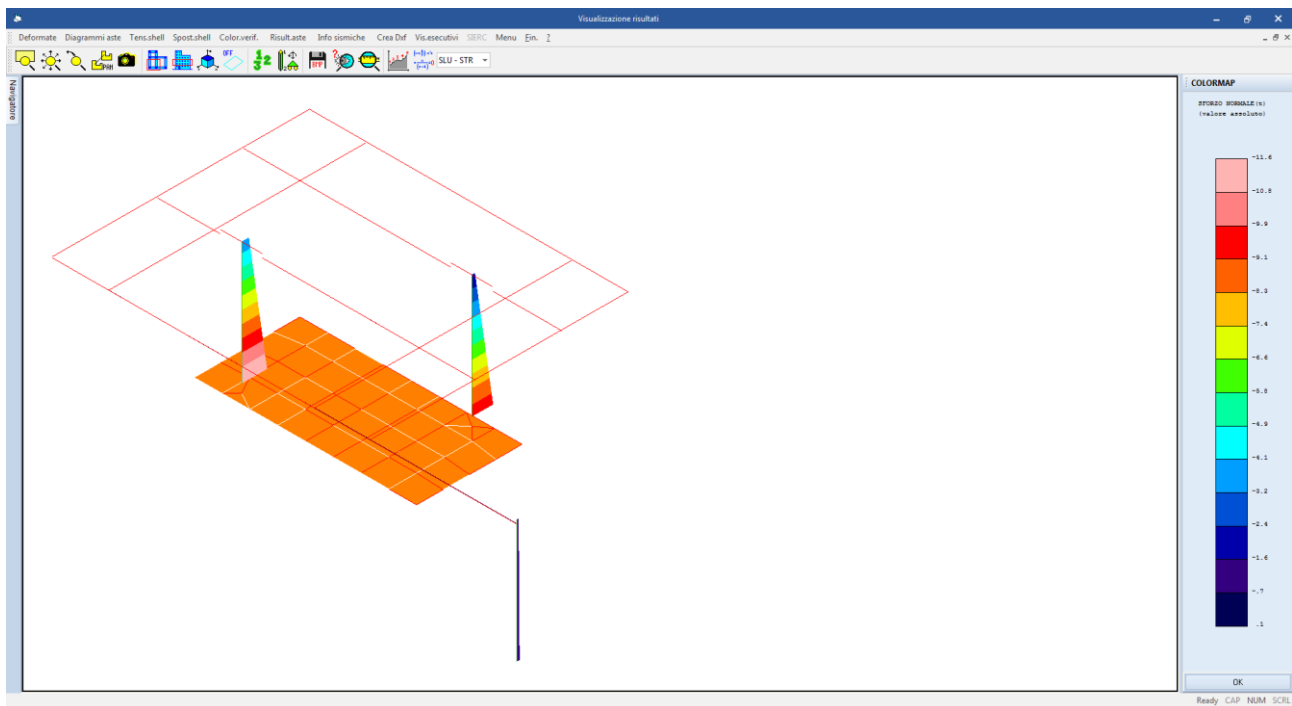 Visualizzazione risultati
Deformate Diagrammi aste Tens.shell Spost.shell Color.verif. Risult.aste Info sismiche Crea Dxf Vis.esecutivi SIERC Menu Fin. ?
OFF
PAN
SLU - STR
Navigatore
COLORMAP
SFORZO NORMALE(t)
(valore assoluto)
-11.6
-10.8
-9.9
-9.1
-8.3
-7.4
-6.6
-5.8
-4.9
-4.1
-3.2
-2.4
-1.6
-.7
.1
OK
Ready CAP NUM SCRL